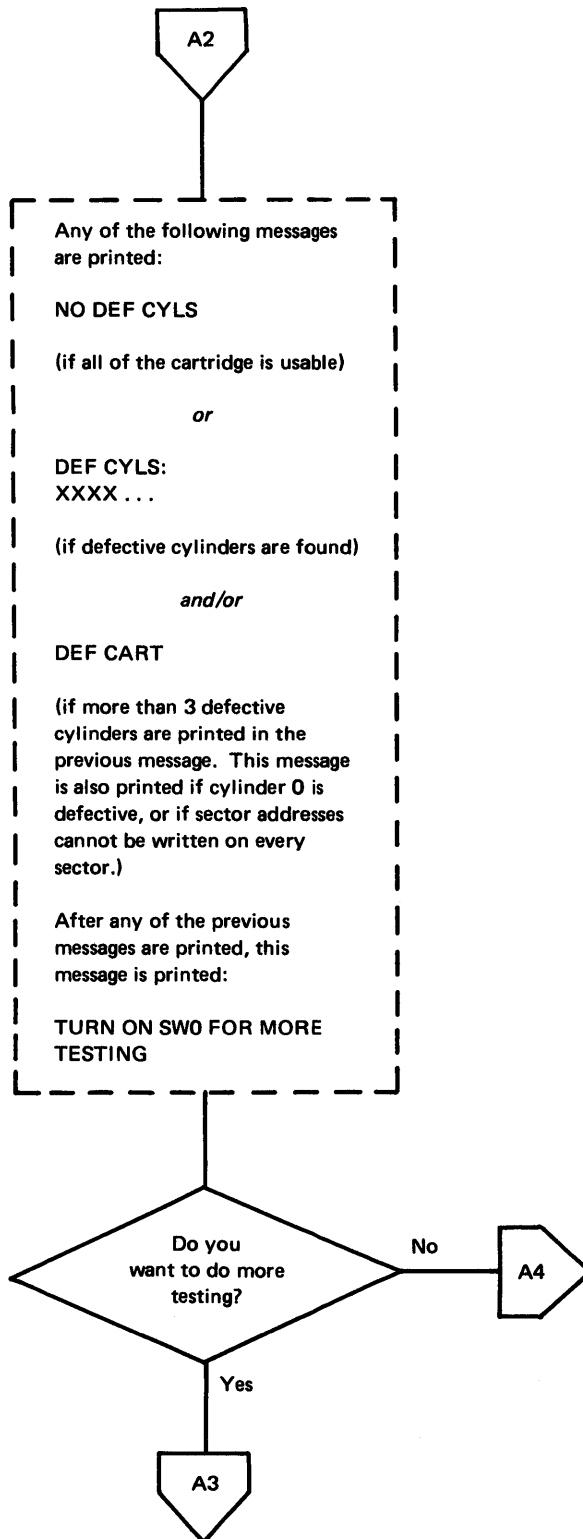 A2
Any of the following messages
are printed:
NO DEF CYLS
(if all of the cartridge is usable)
or
DEF CYLS:
XXXX . . .
(if defective cylinders are found)
and/or
DEF CART
(if more than 3 defective
cylinders are printed in the
previous message. This message
is also printed if cylinder 0 is
defective, or if sector addresses
cannot be written on every
sector.)
After any of the previous
messages are printed, this
message is printed:
TURN ON SW0 FOR MORE
TESTING
Do you
want to do more
testing?
No
A4
Yes
A3